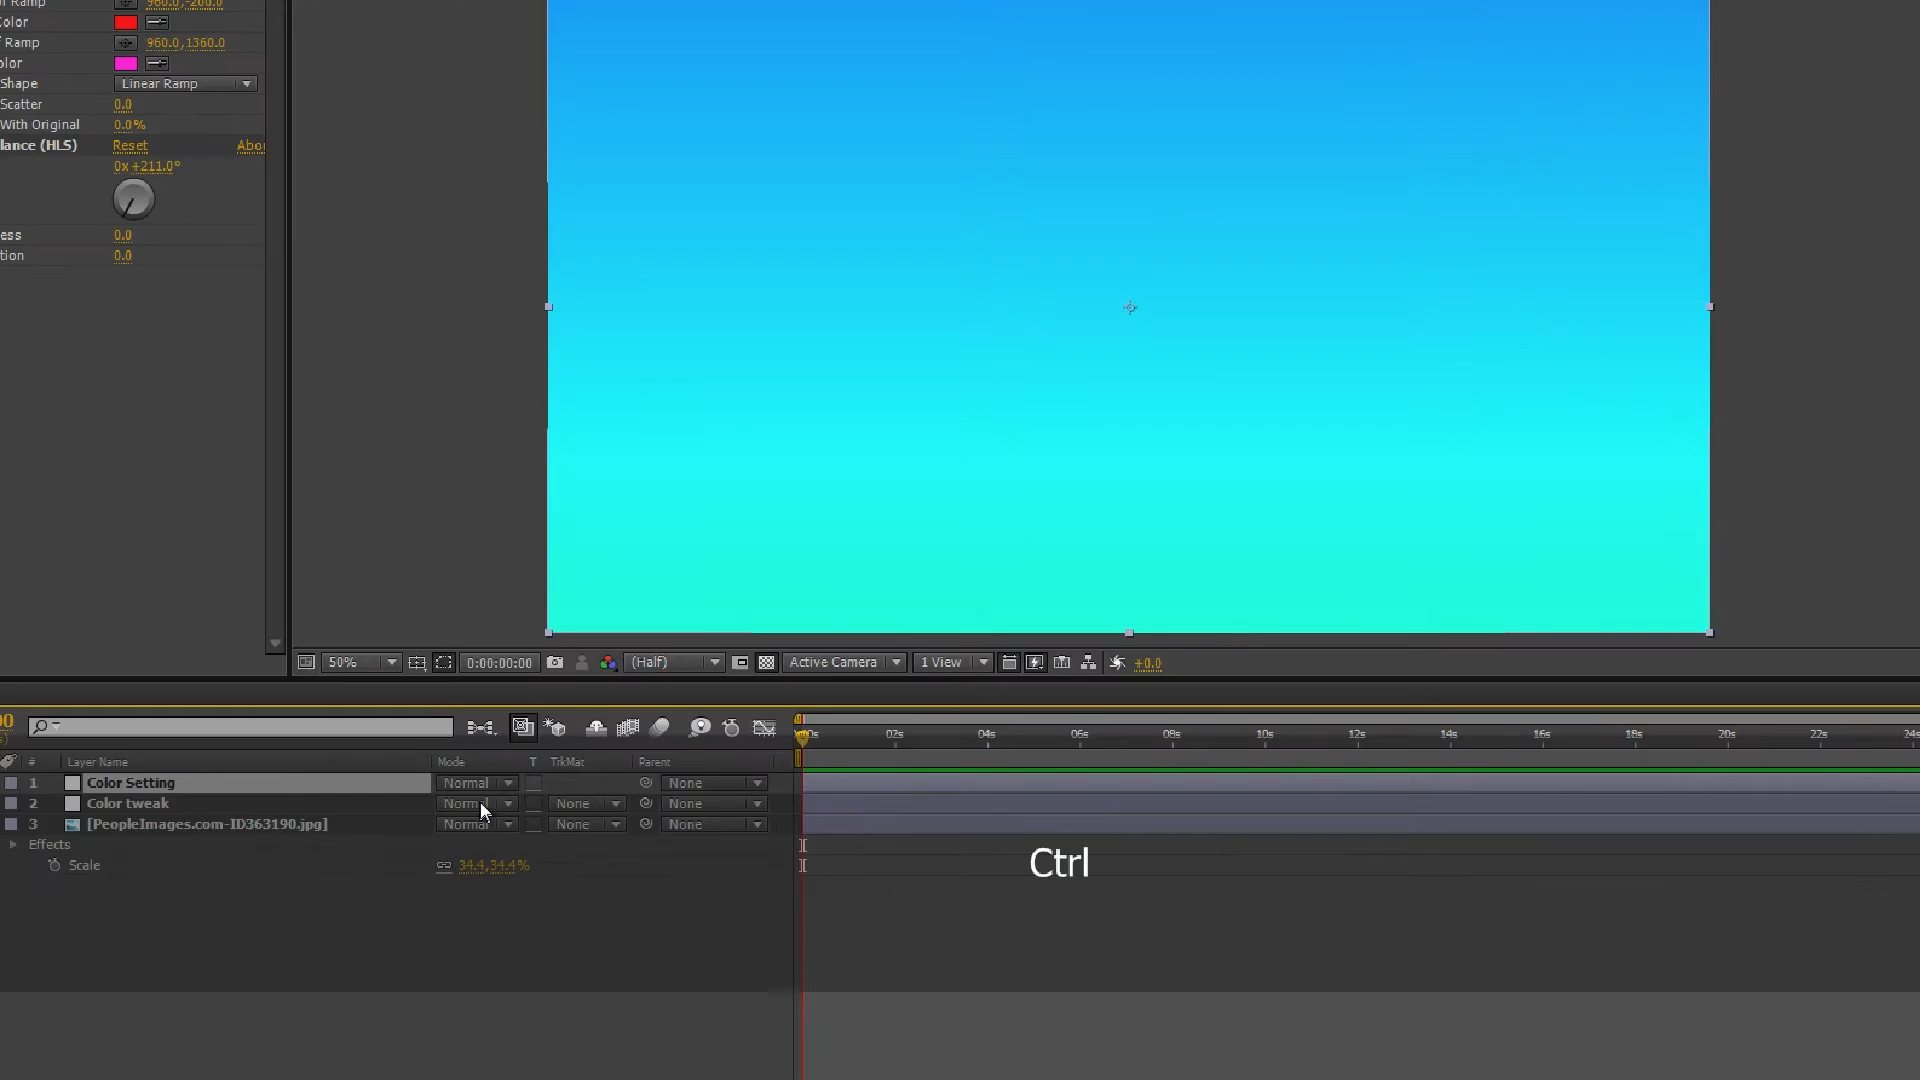 of Ramp 960.0,-200.0
Color
f Ramp 960.0,1360.0
olor
Shape Linear Ramp
Scatter 0.0
With Original 0.0%
lance (HLS) Reset Abo
0x +211.0°
ess 0.0
tion 0.0
50% 0:00:00:00 (Half) Active Camera 1 View +0.0
00
# Layer Name Mode T TrkMat Parent
0s 02s 04s 06s 08s 10s 12s 14s 16s 18s 20s 22s 24s
1 Color Setting Normal None
2 Color tweak Normal None None
3 [PeopleImages.com-ID363190.jpg] Normal None None
Effects
Scale 34.4,34.4%
Ctrl